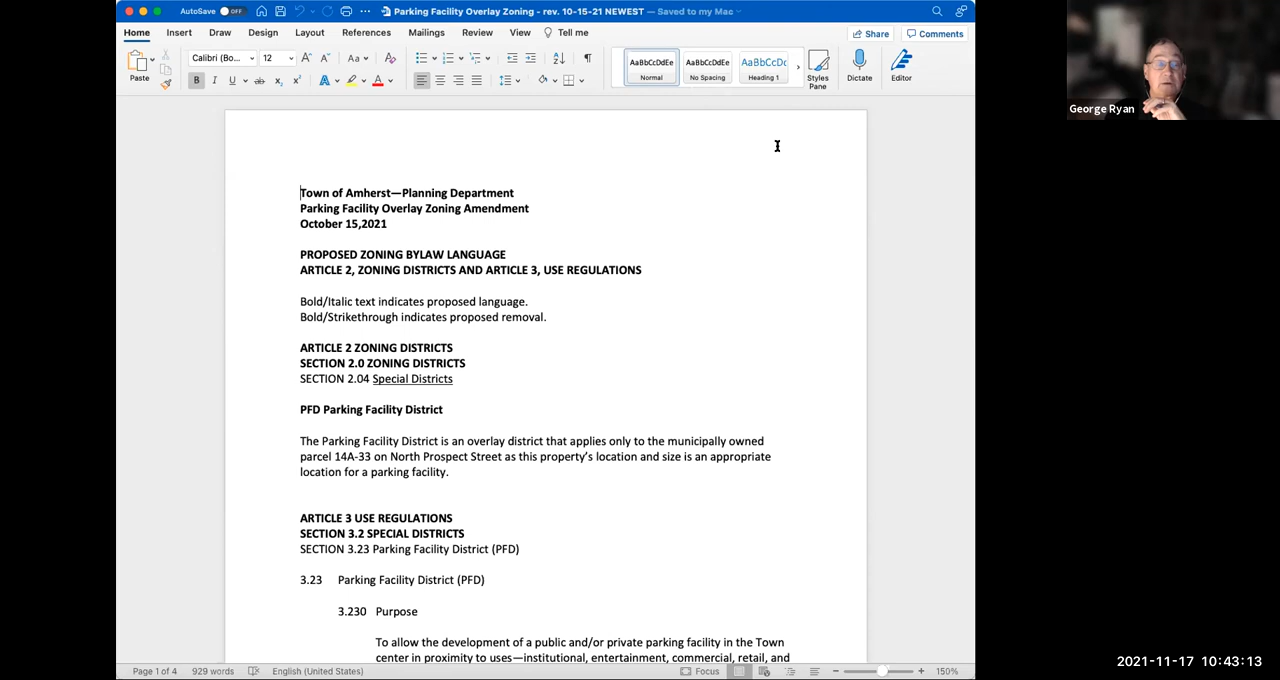 AutoSave OFF Parking Facility Overlay Zoning - rev. 10-15-21 NEWEST — Saved to my Mac
Home Insert Draw Design Layout References Mailings Review View Tell me Share Comments
Paste Calibri (Bo... 12 Aa AaBbCcDdEe Normal AaBbCcDdEe No Spacing AaBbCcDc Heading 1 Styles Pane Dictate Editor
George Ryan
Town of Amherst—Planning Department
Parking Facility Overlay Zoning Amendment
October 15,2021
PROPOSED ZONING BYLAW LANGUAGE
ARTICLE 2, ZONING DISTRICTS AND ARTICLE 3, USE REGULATIONS
Bold/Italic text indicates proposed language.
Bold/Strikethrough indicates proposed removal.
ARTICLE 2 ZONING DISTRICTS
SECTION 2.0 ZONING DISTRICTS
SECTION 2.04 Special Districts
PFD Parking Facility District
The Parking Facility District is an overlay district that applies only to the municipally owned
parcel 14A-33 on North Prospect Street as this property's location and size is an appropriate
location for a parking facility.
ARTICLE 3 USE REGULATIONS
SECTION 3.2 SPECIAL DISTRICTS
SECTION 3.23 Parking Facility District (PFD)
3.23 Parking Facility District (PFD)
3.230 Purpose
To allow the development of a public and/or private parking facility in the Town
center in proximity to uses—institutional, entertainment, commercial, retail, and
Page 1 of 4 929 words English (United States) Focus 150%
2021-11-17 10:43:13